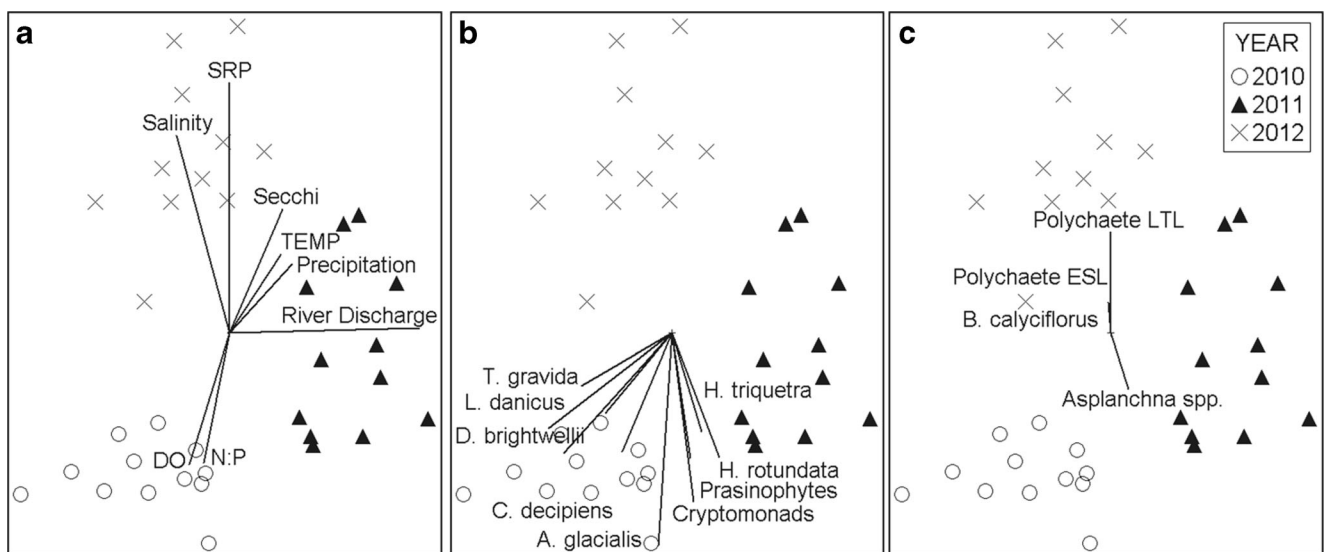 a
SRP
Salinity
Secchi
TEMP
Precipitation
River Discharge
DO
N:P
b
T. gravida
L. danicus
D. brightwellii
H. triquetra
H. rotundata
Prasinophytes
Cryptomonads
C. decipiens
A. glacialis
c
YEAR
2010
2011
2012
Polychaete LTL
Polychaete ESL
B. calyciflorus
Asplanchna spp.